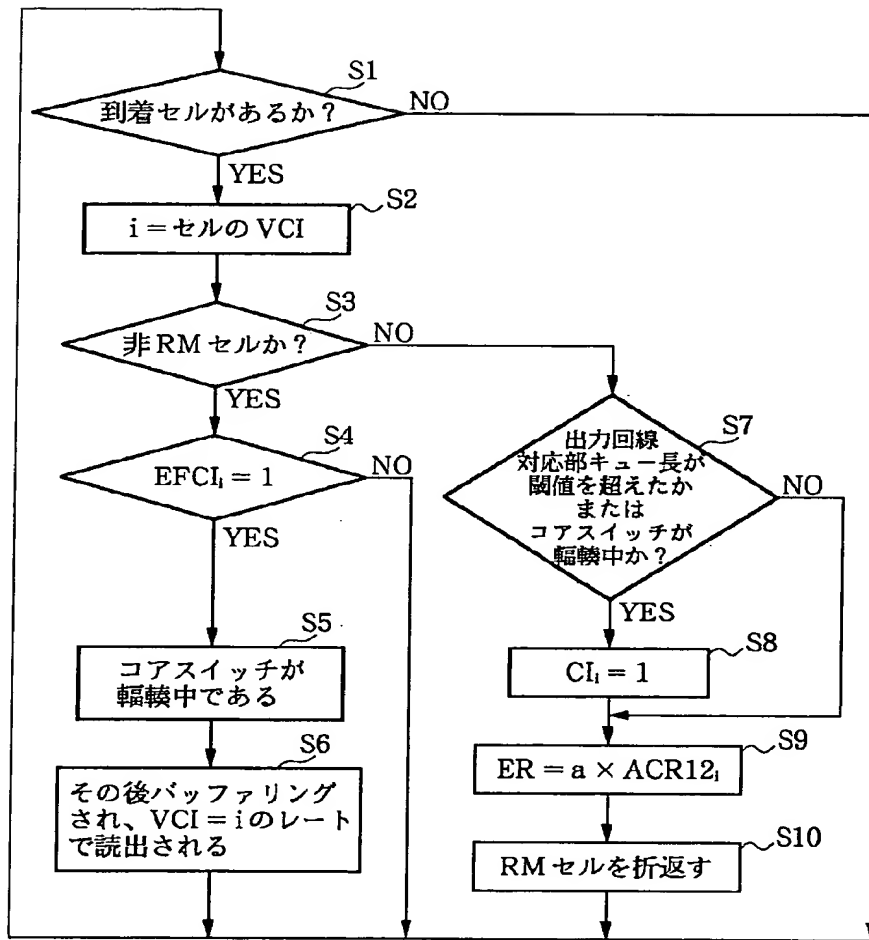 S1
到着セルがあるか？
NO
YES
S2
i＝セルのVCI
S3
非RMセルか？
NO
YES
S4
EFCIᵢ＝1
NO
YES
S5
コアスイッチが
輻輳中である
S6
その後バッファリング
され、VCI＝iのレート
で読出される
S7
出力回線
対応部キュー長が
閾値を超えたか
または
コアスイッチが
輻輳中か？
NO
YES
S8
CIᵢ＝1
S9
ER＝a×ACR12ᵢ
S10
RMセルを折返す